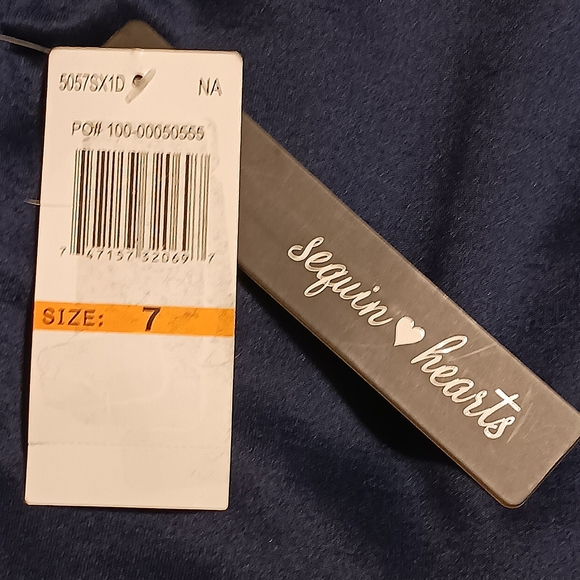 5057SX1D NA
PO# 100-00050555
7 47157 32069 7
SIZE: 7
sequin hearts